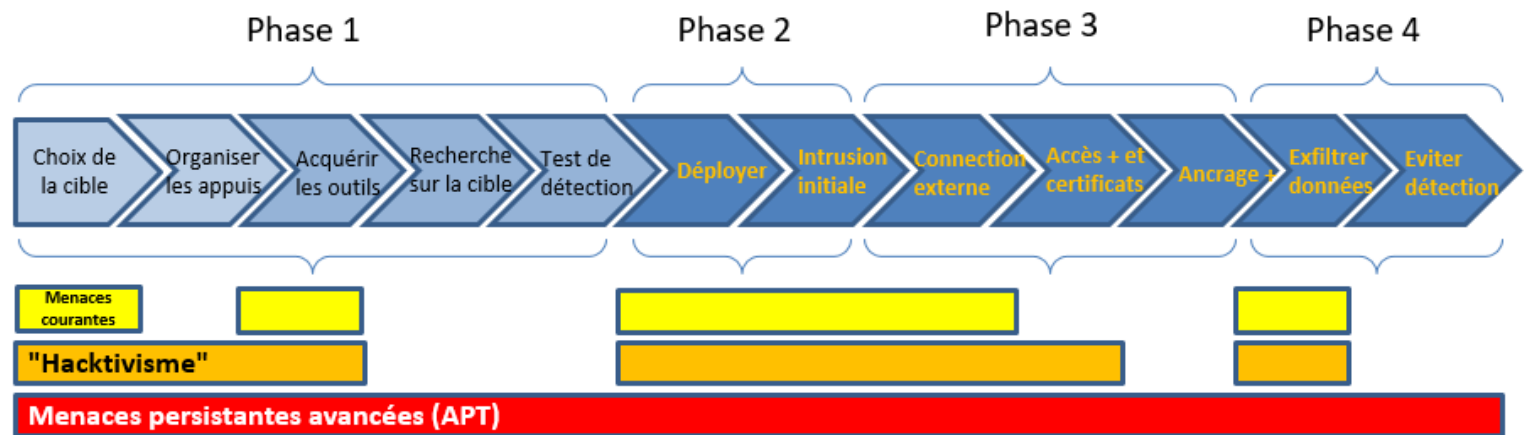 Phase 1
Phase 2
Phase 3
Phase 4
Choix de
la cible
Organiser
les appuis
Acquérir
les outils
Recherche
sur la cible
Test de
détection
Déployer
Intrusion
initiale
Connection
externe
Accès + et
certificats
Ancrage +
Exfiltrer
données
Eviter
détection
Menaces
courantes
"Hacktivisme"
Menaces persistantes avancées (APT)